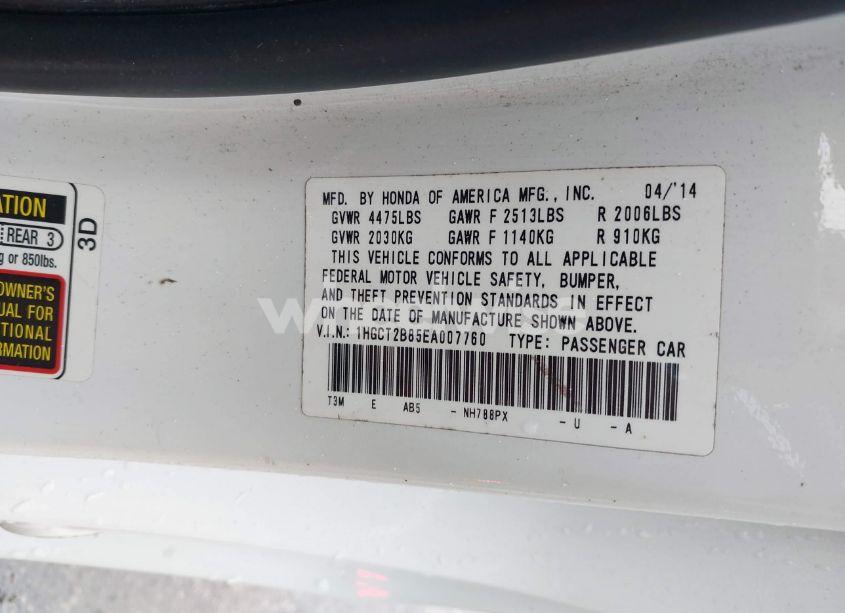 ATION
REAR 3
g or 850lbs.
OWNER'S
UAL FOR
TIONAL
ORMATION
3D
MFD. BY HONDA OF AMERICA MFG., INC. 04/'14
GVWR 4475LBS GAWR F 2513LBS R 2006LBS
GVWR 2030KG GAWR F 1140KG R 910KG
THIS VEHICLE CONFORMS TO ALL APPLICABLE
FEDERAL MOTOR VEHICLE SAFETY, BUMPER,
AND THEFT PREVENTION STANDARDS IN EFFECT
ON THE DATE OF MANUFACTURE SHOWN ABOVE.
V.I.N.: 1HGCT2B85EA007760 TYPE: PASSENGER CAR
T3M E AB5 - NH788PX - U - A